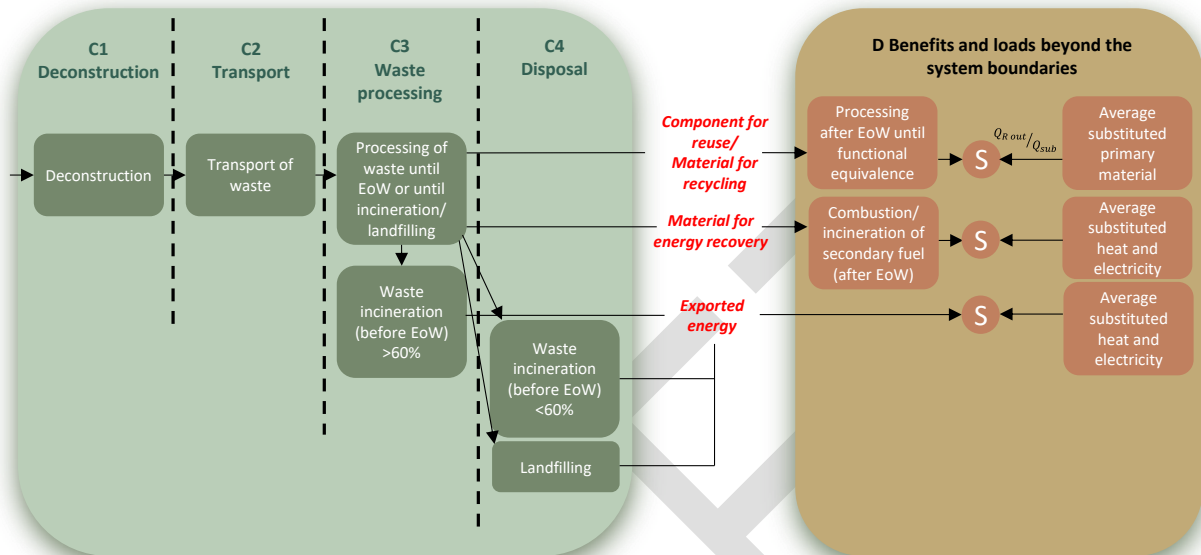 C1
Deconstruction
C2
Transport
C3
Waste
processing
C4
Disposal
D Benefits and loads beyond the
system boundaries
Deconstruction
Transport of
waste
Processing of
waste until
EoW or until
incineration/
landfilling
Waste
incineration
(before EoW)
>60%
Waste
incineration
(before EoW)
<60%
Landfilling
Component for
reuse/
Material for
recycling
Material for
energy recovery
Exported
energy
Processing
after EoW until
functional
equivalence
S
Q_{R out}/Q_{sub}
Average
substituted
primary
material
Combustion/
incineration of
secondary fuel
(after EoW)
S
Average
substituted
heat and
electricity
S
Average
substituted
heat and
electricity